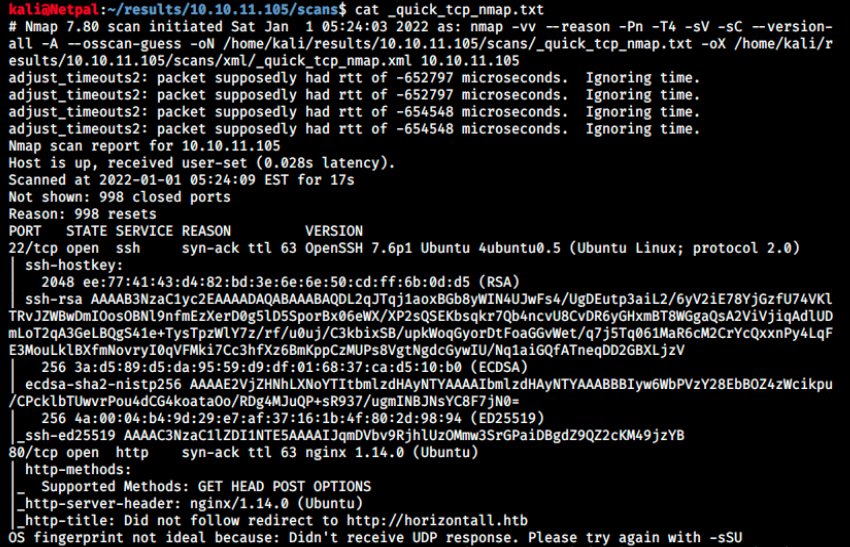 kali@Netpal:~/results/10.10.11.105/scans$ cat _quick_tcp_nmap.txt
# Nmap 7.80 scan initiated Sat Jan  1 05:24:03 2022 as: nmap -vv --reason -Pn -T4 -sV -sC --version-
all -A --osscan-guess -oN /home/kali/results/10.10.11.105/scans/_quick_tcp_nmap.txt -oX /home/kali/r
esults/10.10.11.105/scans/xml/_quick_tcp_nmap.xml 10.10.11.105
adjust_timeouts2: packet supposedly had rtt of -652797 microseconds.  Ignoring time.
adjust_timeouts2: packet supposedly had rtt of -652797 microseconds.  Ignoring time.
adjust_timeouts2: packet supposedly had rtt of -654548 microseconds.  Ignoring time.
adjust_timeouts2: packet supposedly had rtt of -654548 microseconds.  Ignoring time.
Nmap scan report for 10.10.11.105
Host is up, received user-set (0.028s latency).
Scanned at 2022-01-01 05:24:09 EST for 17s
Not shown: 998 closed ports
Reason: 998 resets
PORT   STATE SERVICE REASON         VERSION
22/tcp open  ssh     syn-ack ttl 63 OpenSSH 7.6p1 Ubuntu 4ubuntu0.5 (Ubuntu Linux; protocol 2.0)
| ssh-hostkey:
|   2048 ee:77:41:43:d4:82:bd:3e:6e:6e:50:cd:ff:6b:0d:d5 (RSA)
| ssh-rsa AAAAB3NzaC1yc2EAAAADAQABAAABAQDL2qJTqj1aoxBGb8yWIN4UJwFs4/UgDEutp3aiL2/6yV2iE78YjGzfU74VKl
TRvJZWBwDmIOosOBNl9nfmEzXerD0g5lD5SporBx06eWX/XP2sQSEKbsqkr7Qb4ncvU8CvDR6yGHxmBT8WGgaQsA2ViVjiqAdlUD
mLoT2qA3GeLBQgS41e+TysTpzWlY7z/rf/u0uj/C3kbixSB/upkWoqGyorDtFoaGGvWet/q7j5Tq061MaR6cM2CrYcQxxnPy4LqF
E3MouLklBXfmNovryI0qVFMki7Cc3hfXz6BmKppCzMUPs8VgtNgdcGywIU/Nq1aiGQfATneqDD2GBXLjzV
|   256 3a:d5:89:d5:da:95:59:d9:df:01:68:37:ca:d5:10:b0 (ECDSA)
| ecdsa-sha2-nistp256 AAAAE2VjZHNhLXNoYTItbmlzdHAyNTYAAAAIbmlzdHAyNTYAAABBBIyw6WbPVzY28EbBOZ4zWcikpu
/CPcklbTUwvrPou4dCG4koataOo/RDg4MJuQP+sR937/ugmINBJNsYC8F7jN0=
|   256 4a:00:04:b4:9d:29:e7:af:37:16:1b:4f:80:2d:98:94 (ED25519)
|_ssh-ed25519 AAAAC3NzaC1lZDI1NTE5AAAAIJqmDVbv9RjhlUzOMmw3SrGPaiDBgdZ9QZ2cKM49jzYB
80/tcp open  http    syn-ack ttl 63 nginx 1.14.0 (Ubuntu)
| http-methods:
|_  Supported Methods: GET HEAD POST OPTIONS
|_http-server-header: nginx/1.14.0 (Ubuntu)
|_http-title: Did not follow redirect to http://horizontall.htb
OS fingerprint not ideal because: Didn't receive UDP response. Please try again with -sSU